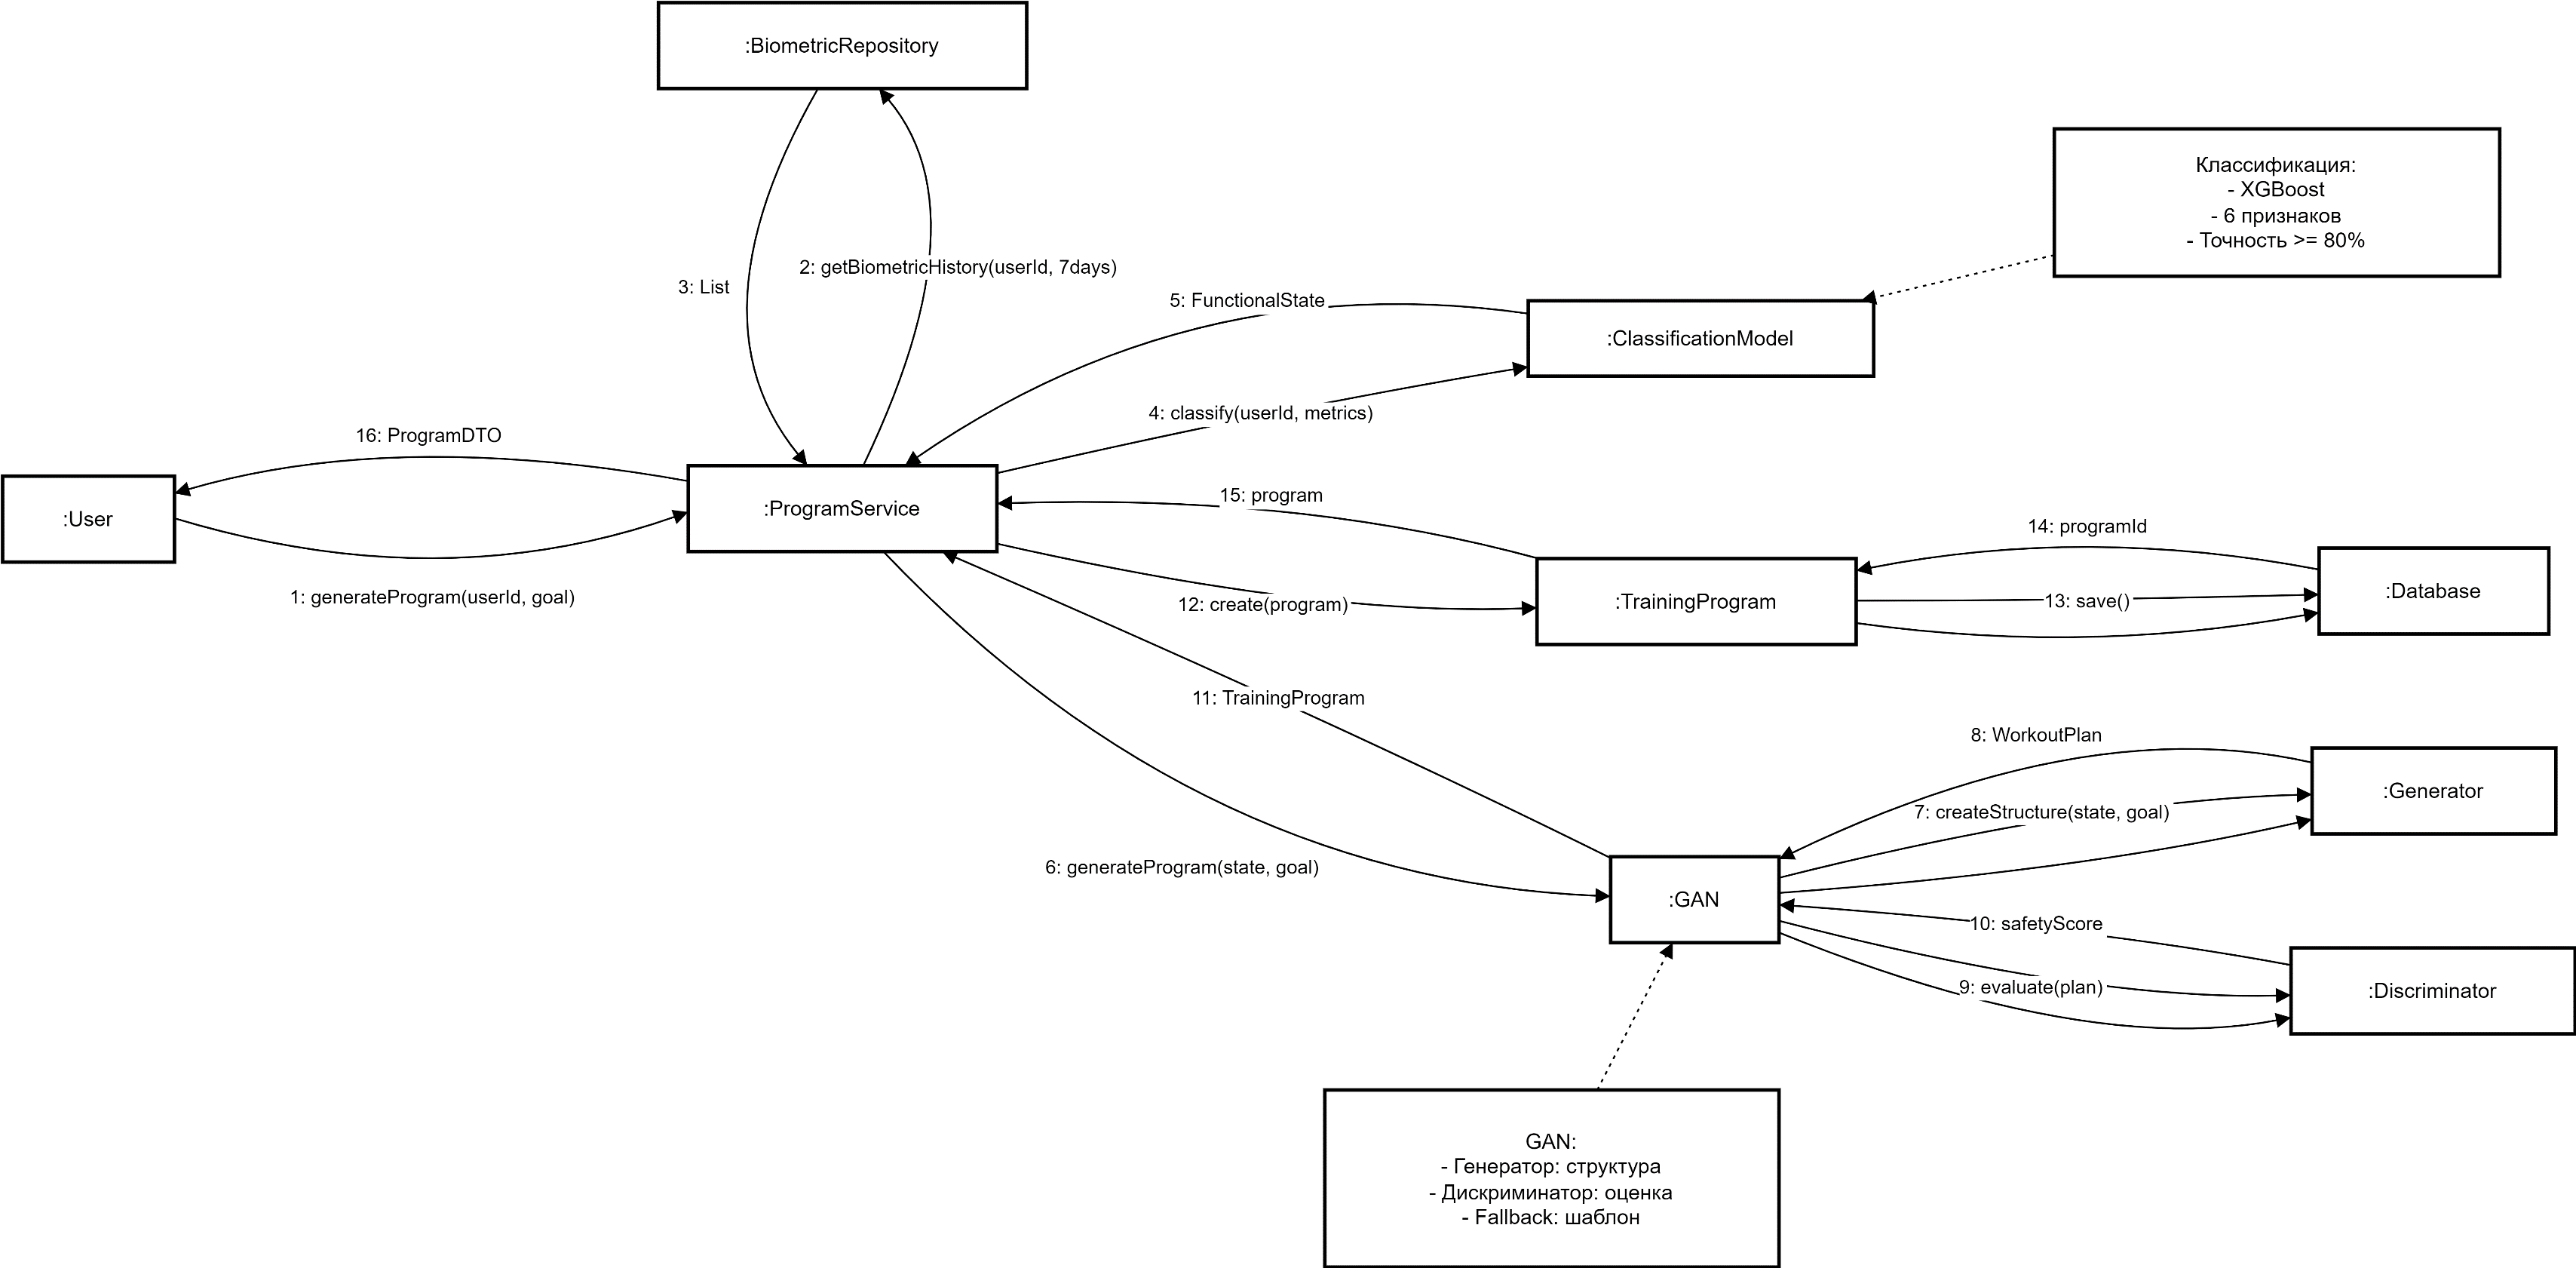 :BiometricRepository
Классификация:
- XGBoost
- 6 признаков
- Точность >= 80%
2: getBiometricHistory(userId, 7days)
3: List
5: FunctionalState
:ClassificationModel
4: classify(userId, metrics)
16: ProgramDTO
:User
:ProgramService
15: program
14: programId
1: generateProgram(userId, goal)
12: create(program)
:TrainingProgram
13: save()
:Database
11: TrainingProgram
8: WorkoutPlan
:Generator
7: createStructure(state, goal)
6: generateProgram(state, goal)
:GAN
10: safetyScore
9: evaluate(plan)
:Discriminator
GAN:
- Генератор: структура
- Дискриминатор: оценка
- Fallback: шаблон